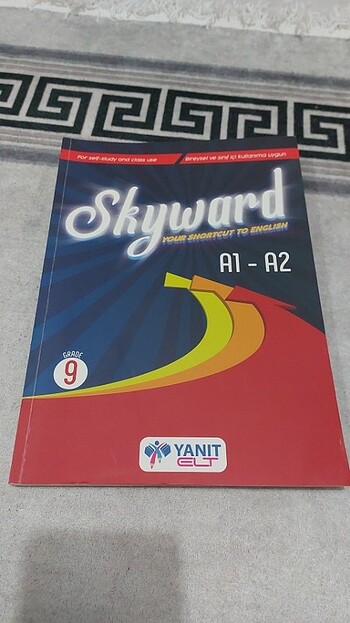 For self-study and class use / Bireysel ve sınıf içi kullanıma uygun
Skyward
YOUR SHORTCUT TO ENGLISH
A1 - A2
GRADE
9
YANIT
ELT